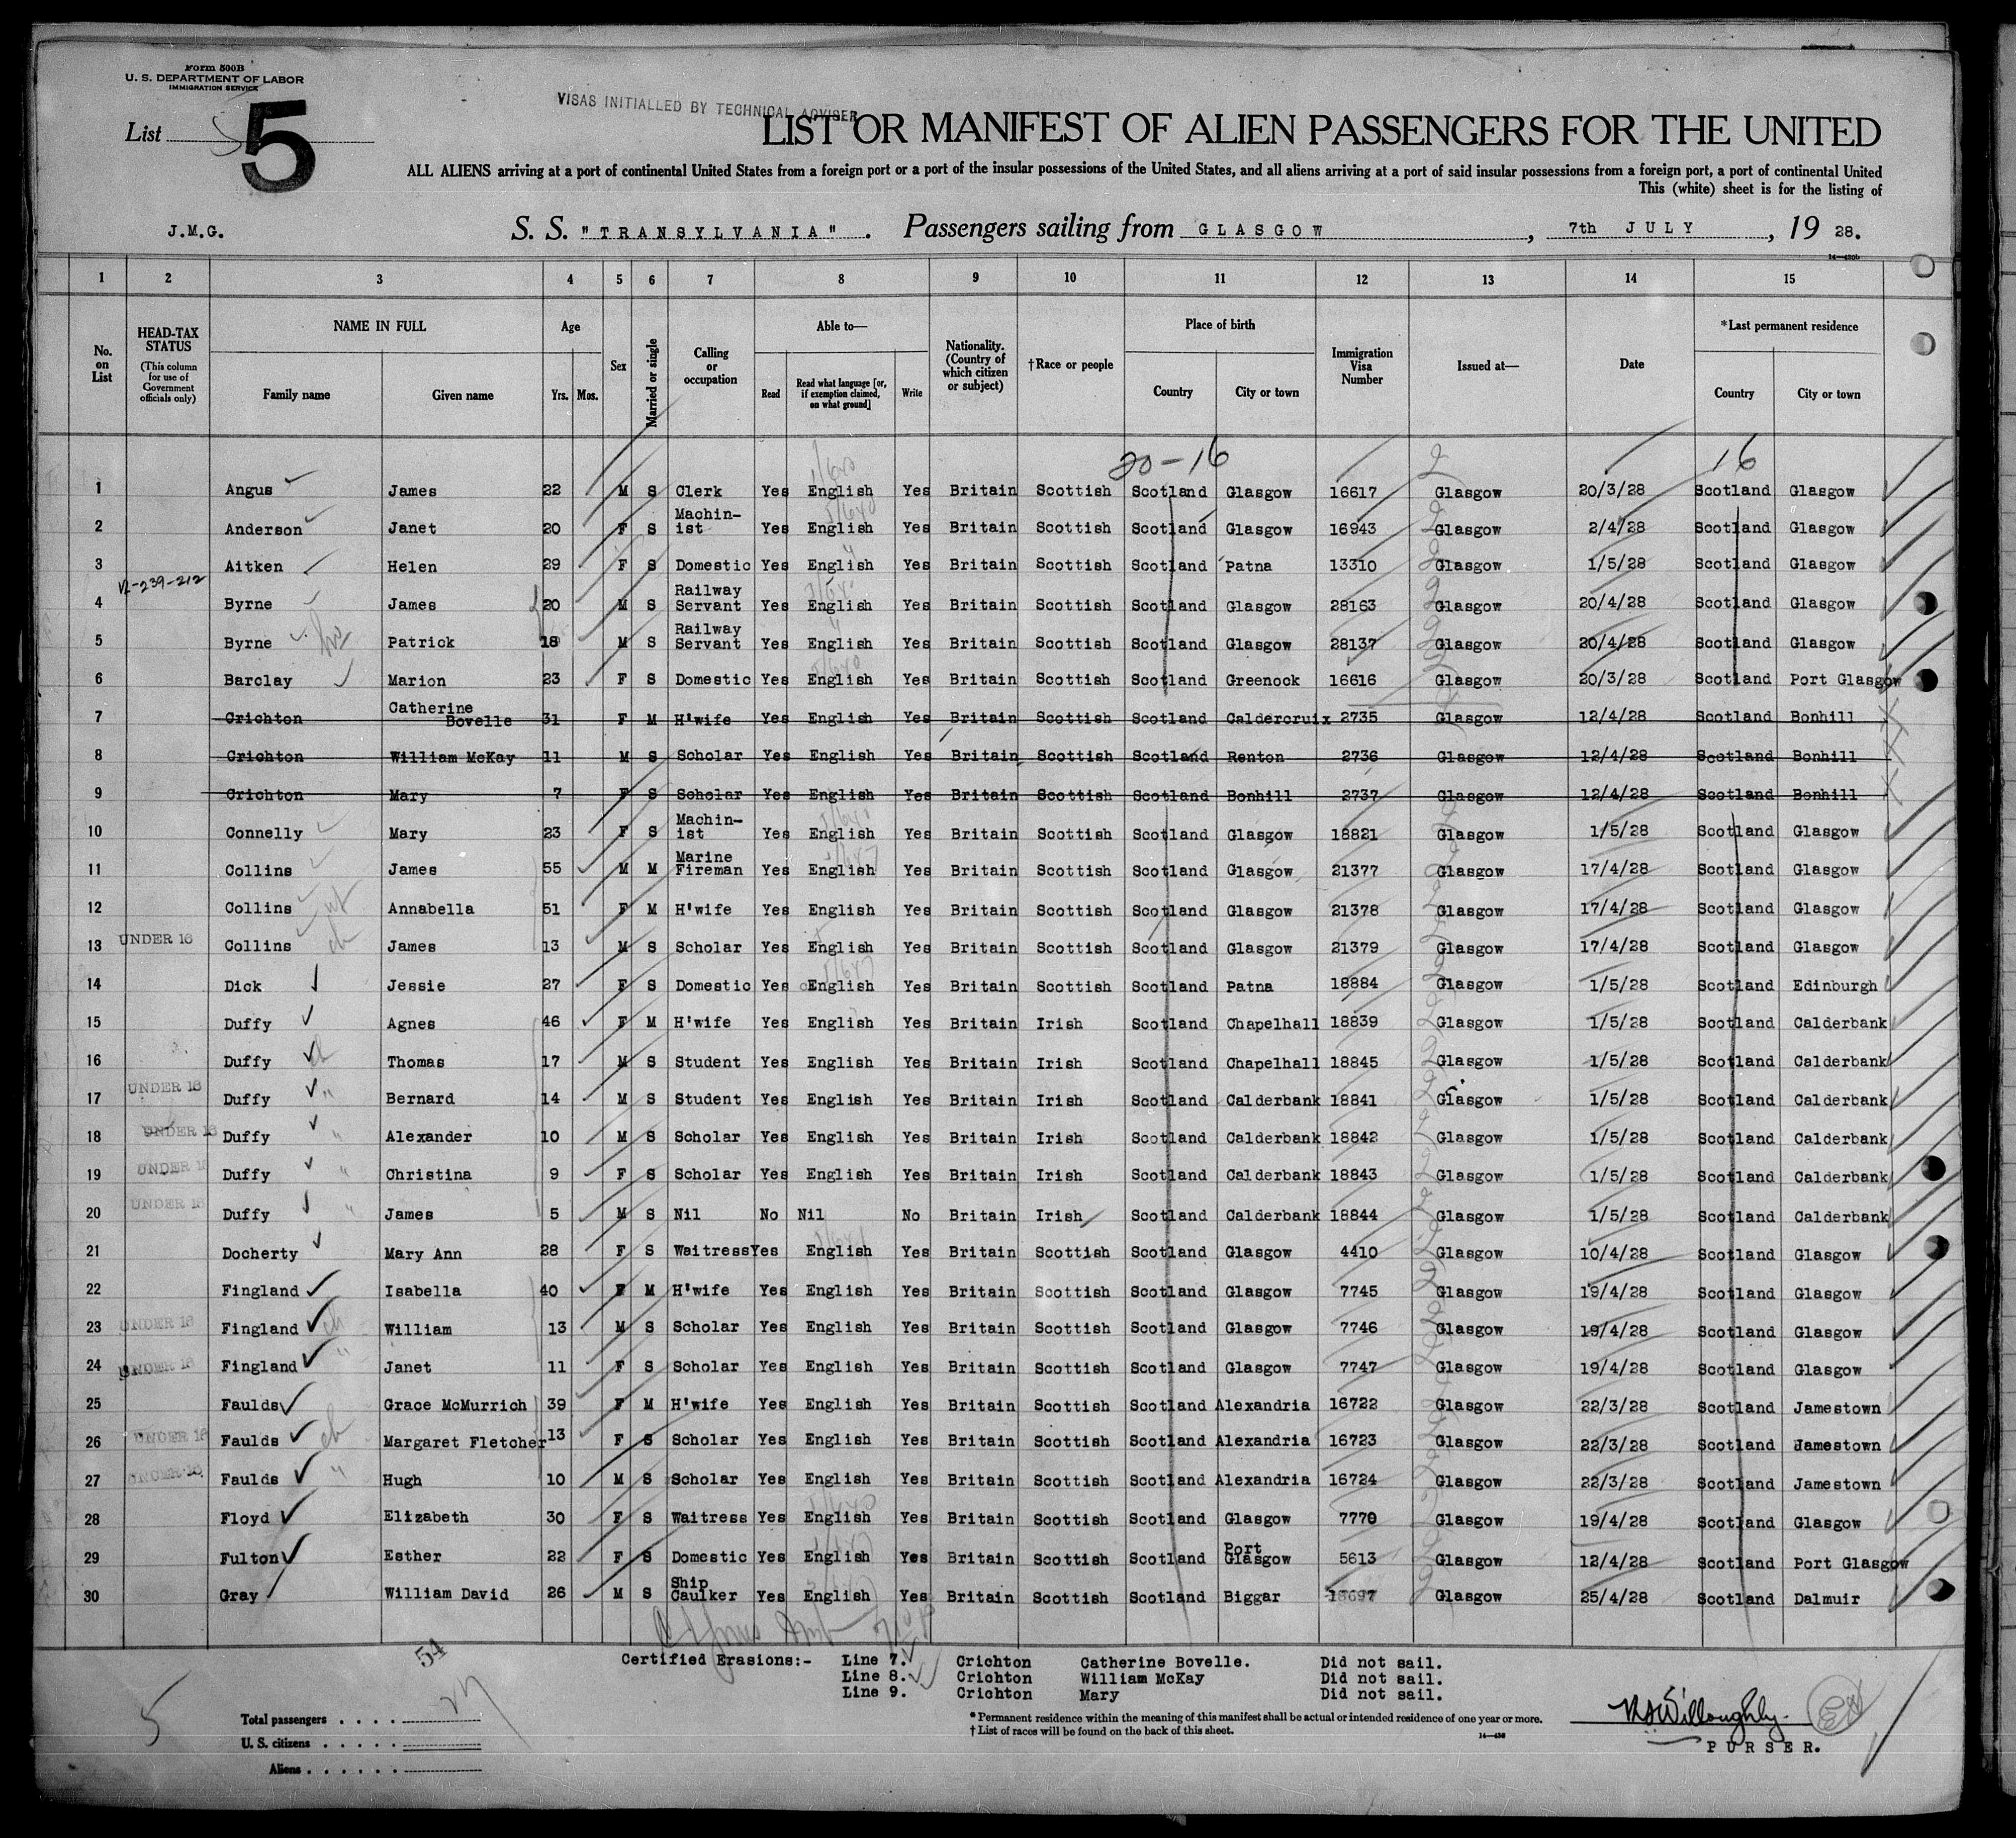 Form 500B
U. S. DEPARTMENT OF LABOR
IMMIGRATION SERVICE
VISAS INITIALLED BY TECHNICAL ADVISER
List 5
5
LIST OR MANIFEST OF ALIEN PASSENGERS FOR THE UNITED
ALL ALIENS arriving at a port of continental United States from a foreign port or a port of the insular possessions of the United States, and all aliens arriving at a port of said insular possessions from a foreign port, a port of continental United
This (white) sheet is for the listing of
J.M.G. S. S. "TRANSYLVANIA". Passengers sailing from GLASGOW, 7th JULY, 19 28.
14—430b
1 2 3 4 5 6 7 8 9 10 11 12 13 14 15
No. on List
HEAD-TAX STATUS (This column for use of Government officials only)
NAME IN FULL Family name Given name
Age Yrs. Mos.
Sex
Married or single
Calling or occupation
Able to— Read Read what language [or, if exemption claimed, on what ground] Write
Nationality. (Country of which citizen or subject)
†Race or people
Place of birth Country City or town
Immigration Visa Number
Issued at—
Date
*Last permanent residence Country City or town
20-16 16
1 Angus James 22 M S Clerk Yes English Yes Britain Scottish Scotland Glasgow 16617 Glasgow 20/3/28 Scotland Glasgow
2 Anderson Janet 20 F S Machin-ist Yes English Yes Britain Scottish Scotland Glasgow 16943 Glasgow 2/4/28 Scotland Glasgow
3 Aitken Helen 29 F S Domestic Yes English Yes Britain Scottish Scotland Patna 13310 Glasgow 1/5/28 Scotland Glasgow
V2-239-212
4 Byrne James 20 M S Railway Servant Yes English Yes Britain Scottish Scotland Glasgow 28163 Glasgow 20/4/28 Scotland Glasgow
5 Byrne Patrick 18 M S Railway Servant Yes English Yes Britain Scottish Scotland Glasgow 28137 Glasgow 20/4/28 Scotland Glasgow
6 Barclay Marion 23 F S Domestic Yes English Yes Britain Scottish Scotland Greenock 16616 Glasgow 20/3/28 Scotland Port Glasgow
7 Crichton Catherine Bovelle 31 F M H'wife Yes English Yes Britain Scottish Scotland Caldercruix 2735 Glasgow 12/4/28 Scotland Bonhill
8 Crichton William McKay 11 M S Scholar Yes English Yes Britain Scottish Scotland Renton 2736 Glasgow 12/4/28 Scotland Bonhill
9 Crichton Mary 7 F S Scholar Yes English Yes Britain Scottish Scotland Bonhill 2737 Glasgow 12/4/28 Scotland Bonhill
10 Connelly Mary 23 F S Machin-ist Yes English Yes Britain Scottish Scotland Glasgow 18821 Glasgow 1/5/28 Scotland Glasgow
11 Collins James 55 M M Marine Fireman Yes English Yes Britain Scottish Scotland Glasgow 21377 Glasgow 17/4/28 Scotland Glasgow
12 Collins Annabella 51 F M H'wife Yes English Yes Britain Scottish Scotland Glasgow 21378 Glasgow 17/4/28 Scotland Glasgow
13 UNDER 16 Collins James 13 M S Scholar Yes English Yes Britain Scottish Scotland Glasgow 21379 Glasgow 17/4/28 Scotland Glasgow
14 Dick Jessie 27 F S Domestic Yes English Yes Britain Scottish Scotland Patna 18884 Glasgow 1/5/28 Scotland Edinburgh
15 Duffy Agnes 46 F M H'wife Yes English Yes Britain Irish Scotland Chapelhall 18839 Glasgow 1/5/28 Scotland Calderbank
16 Duffy Thomas 17 M S Student Yes English Yes Britain Irish Scotland Chapelhall 18845 Glasgow 1/5/28 Scotland Calderbank
17 UNDER 16 Duffy Bernard 14 M S Student Yes English Yes Britain Irish Scotland Calderbank 18841 Glasgow 1/5/28 Scotland Calderbank
18 UNDER 16 Duffy Alexander 10 M S Scholar Yes English Yes Britain Irish Scotland Calderbank 18842 Glasgow 1/5/28 Scotland Calderbank
19 UNDER 16 Duffy Christina 9 F S Scholar Yes English Yes Britain Irish Scotland Calderbank 18843 Glasgow 1/5/28 Scotland Calderbank
20 UNDER 16 Duffy James 5 M S Nil No Nil No Britain Irish Scotland Calderbank 18844 Glasgow 1/5/28 Scotland Calderbank
21 Docherty Mary Ann 28 F S Waitress Yes English Yes Britain Scottish Scotland Glasgow 4410 Glasgow 10/4/28 Scotland Glasgow
22 Fingland Isabella 40 F M H'wife Yes English Yes Britain Scottish Scotland Glasgow 7745 Glasgow 19/4/28 Scotland Glasgow
23 UNDER 16 Fingland William 13 M S Scholar Yes English Yes Britain Scottish Scotland Glasgow 7746 Glasgow 19/4/28 Scotland Glasgow
24 UNDER 16 Fingland Janet 11 F S Scholar Yes English Yes Britain Scottish Scotland Glasgow 7747 Glasgow 19/4/28 Scotland Glasgow
25 Faulds Grace McMurrich 39 F M H'wife Yes English Yes Britain Scottish Scotland Alexandria 16722 Glasgow 22/3/28 Scotland Jamestown
26 UNDER 16 Faulds Margaret Fletcher 13 F S Scholar Yes English Yes Britain Scottish Scotland Alexandria 16723 Glasgow 22/3/28 Scotland Jamestown
27 UNDER 16 Faulds Hugh 10 M S Scholar Yes English Yes Britain Scottish Scotland Alexandria 16724 Glasgow 22/3/28 Scotland Jamestown
28 Floyd Elizabeth 30 F S Waitress Yes English Yes Britain Scottish Scotland Glasgow 7770 Glasgow 19/4/28 Scotland Glasgow
29 Fulton Esther 22 F S Domestic Yes English Yes Britain Scottish Scotland Port Glasgow 5613 Glasgow 12/4/28 Scotland Port Glasgow
30 Gray William David 26 M S Ship Caulker Yes English Yes Britain Scottish Scotland Biggar 18697 Glasgow 25/4/28 Scotland Dalmuir
54
Certified Erasions:- Line 7. Crichton Catherine Bovelle. Did not sail.
Line 8. Crichton William McKay Did not sail.
Line 9. Crichton Mary Did not sail.
5
Total passengers . . . . 27
U. S. citizens . . . . .
Aliens . . . . . .
* Permanent residence within the meaning of this manifest shall be actual or intended residence of one year or more.
† List of races will be found on the back of this sheet.
14—430
Willoughby.
PURSER.